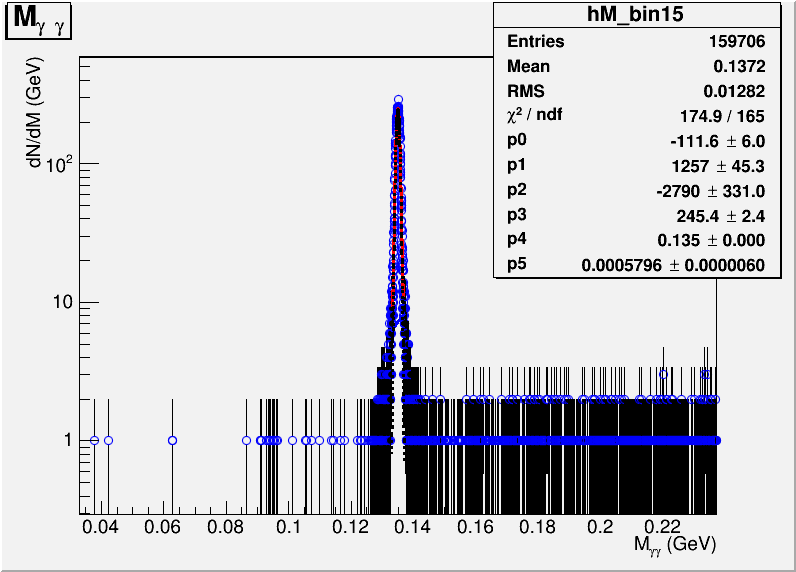 Mγ γ
hM_bin15
Entries 159706
Mean 0.1372
RMS 0.01282
χ² / ndf 174.9 / 165
p0 -111.6 ± 6.0
p1 1257 ± 45.3
p2 -2790 ± 331.0
p3 245.4 ± 2.4
p4 0.135 ± 0.000
p5 0.0005796 ± 0.0000060
dN/dM (GeV)
10²
10
1
0.04 0.06 0.08 0.1 0.12 0.14 0.16 0.18 0.2 0.22
Mγγ (GeV)